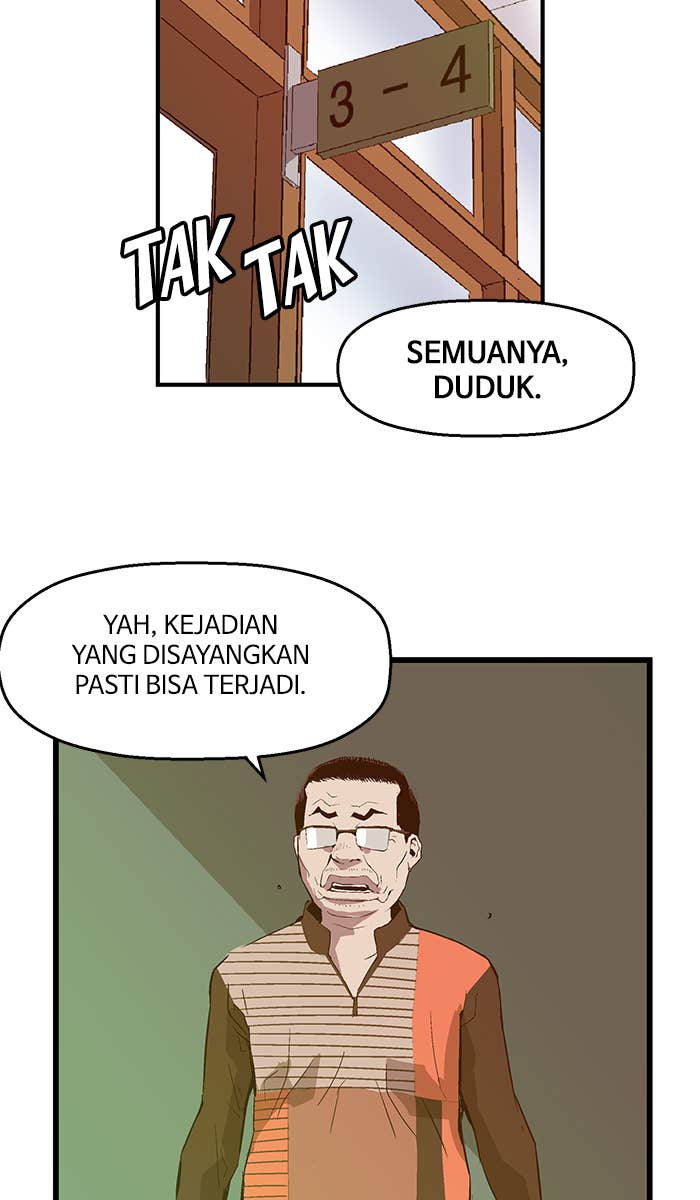 3 - 4
TAK TAK
SEMUANYA,
DUDUK.
YAH, KEJADIAN
YANG DISAYANGKAN
PASTI BISA TERJADI.